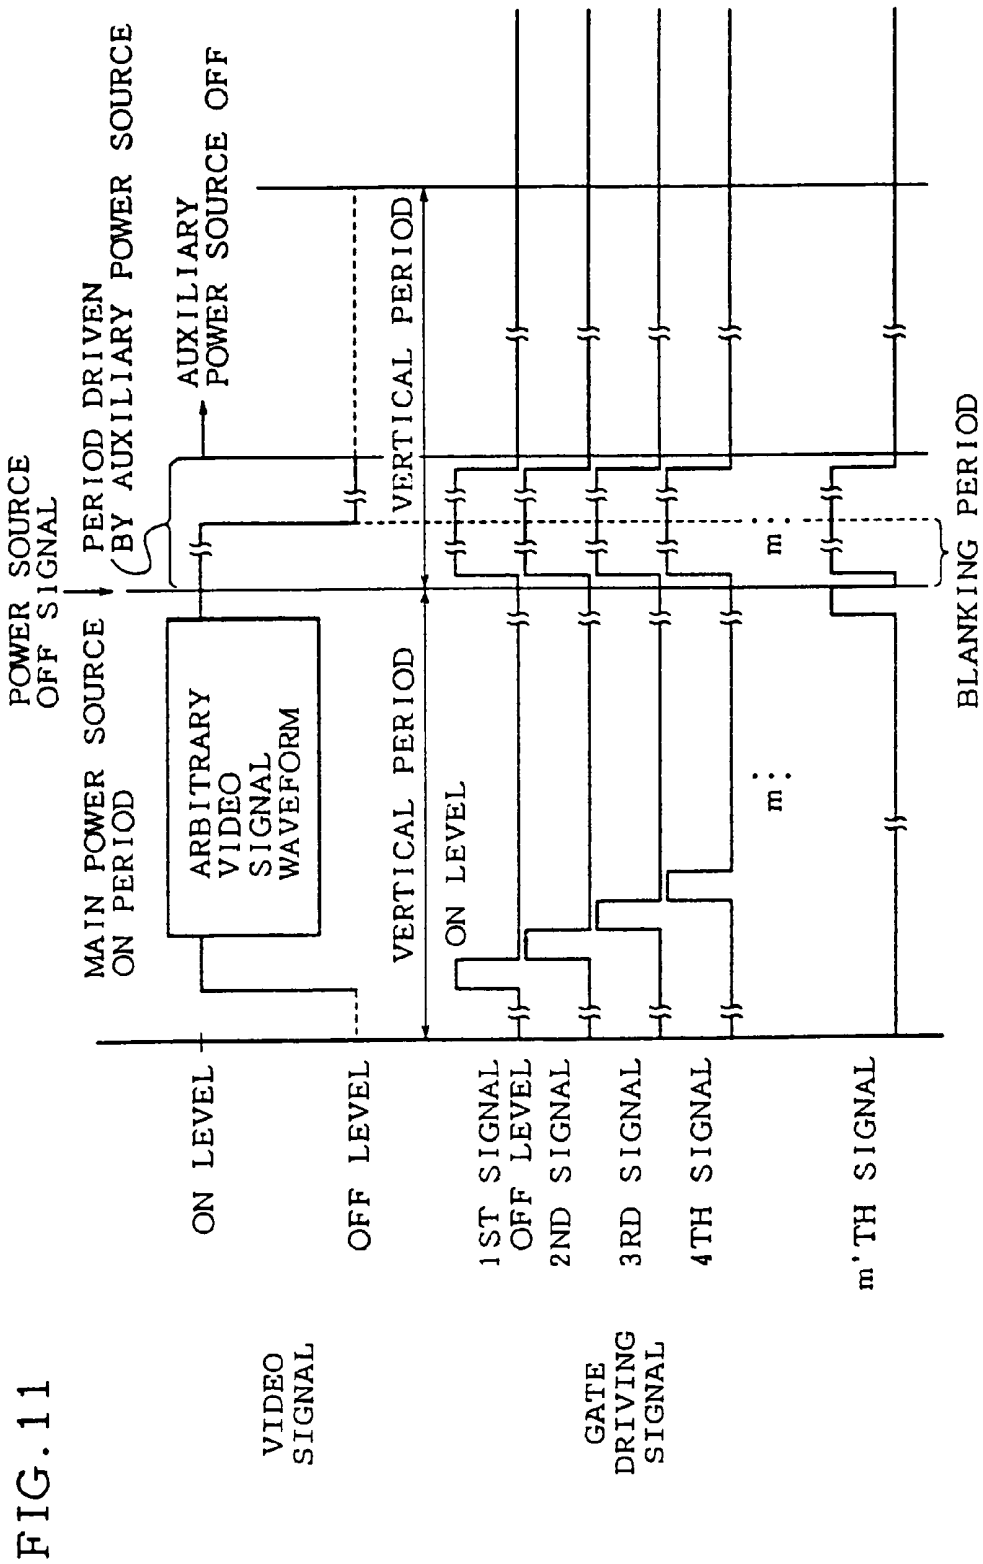 FIG.11
POWER SOURCE
OFF SIGNAL
MAIN POWER SOURCE
ON PERIOD
PERIOD DRIVEN
BY AUXILIARY POWER SOURCE
AUXILIARY
POWER SOURCE OFF
VIDEO
SIGNAL
ON LEVEL
OFF LEVEL
ARBITRARY
VIDEO
SIGNAL
WAVEFORM
VERTICAL PERIOD
VERTICAL PERIOD
GATE
DRIVING
SIGNAL
ON LEVEL
1ST SIGNAL
OFF LEVEL
2ND SIGNAL
3RD SIGNAL
4TH SIGNAL
m ...
m ...
m'TH SIGNAL
BLANKING PERIOD